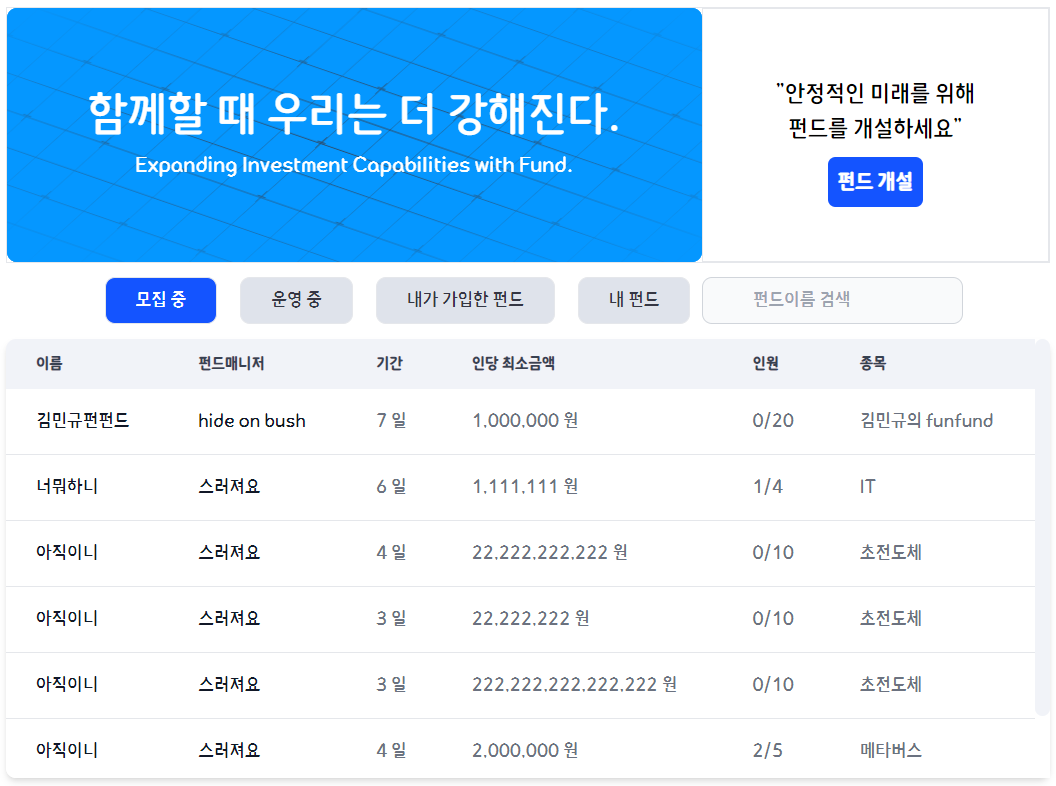 함께할 때 우리는 더 강해진다.
Expanding Investment Capabilities with Fund.
"안정적인 미래를 위해
펀드를 개설하세요"
펀드 개설
모집 중 운영 중 내가 가입한 펀드 내 펀드 펀드이름 검색
이름 펀드매니저 기간 인당 최소금액 인원 종목
김민규펀펀드 hide on bush 7 일 1,000,000 원 0/20 김민규의 funfund
너뭐하니 스러져요 6 일 1,111,111 원 1/4 IT
아직이니 스러져요 4 일 22,222,222,222 원 0/10 초전도체
아직이니 스러져요 3 일 22,222,222 원 0/10 초전도체
아직이니 스러져요 3 일 222,222,222,222,222 원 0/10 초전도체
아직이니 스러져요 4 일 2,000,000 원 2/5 메타버스